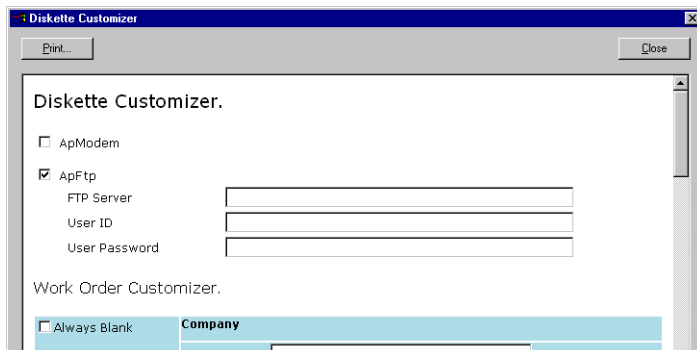 Diskette Customizer
Print...
Close
Diskette Customizer.
ApModem
ApFtp
FTP Server
User ID
User Password
Work Order Customizer.
Always Blank
Company